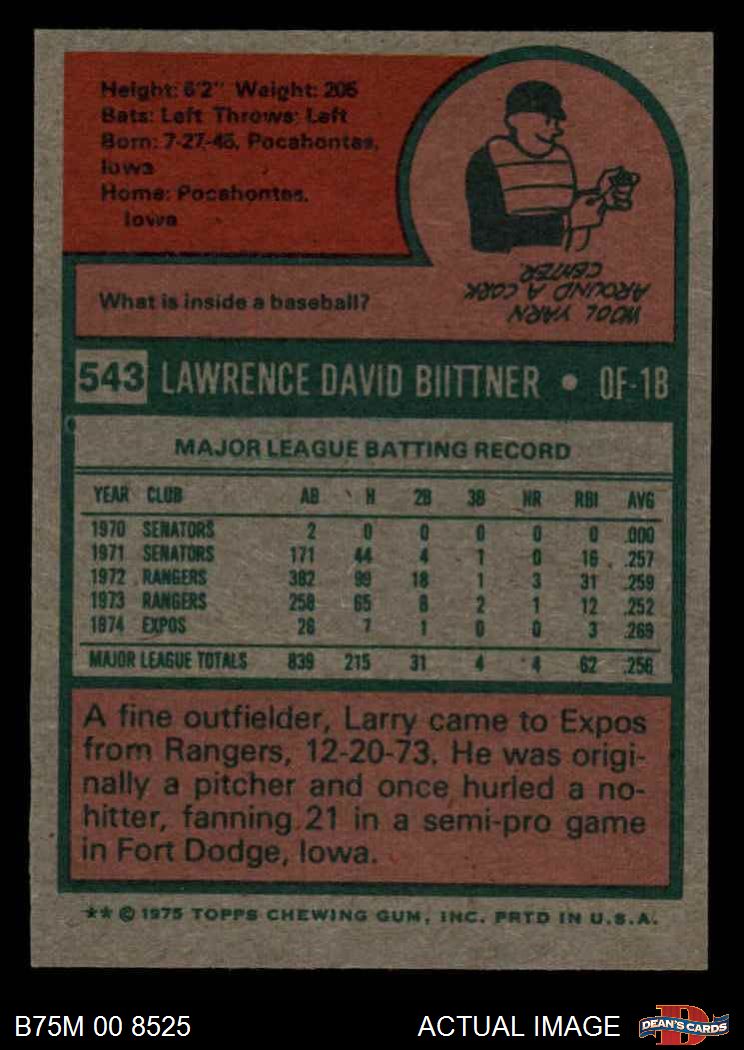 Height: 6'2" Weight: 205
Bats: Left Throws: Left
Born: 7-27-46, Pocahontas,
Iowa
Home: Pocahontas,
Iowa
What is inside a baseball?
WOOL YARN
AROUND A CORK
CENTER.
543 LAWRENCE DAVID BIITTNER • OF-1B
MAJOR LEAGUE BATTING RECORD
YEAR CLUB AB H 2B 3B HR RBI AVG
1970 SENATORS 2 0 0 0 0 0 .000
1971 SENATORS 171 44 4 1 0 16 .257
1972 RANGERS 382 99 18 1 3 31 .259
1973 RANGERS 258 65 8 2 1 12 .252
1974 EXPOS 26 7 1 0 0 3 .269
MAJOR LEAGUE TOTALS 839 215 31 4 4 62 .256
A fine outfielder, Larry came to Expos
from Rangers, 12-20-73. He was origi-
nally a pitcher and once hurled a no-
hitter, fanning 21 in a semi-pro game
in Fort Dodge, Iowa.
** © 1975 TOPPS CHEWING GUM, INC. PRTD IN U.S.A.
B75M 00 8525 ACTUAL IMAGE DEAN'S CARDS